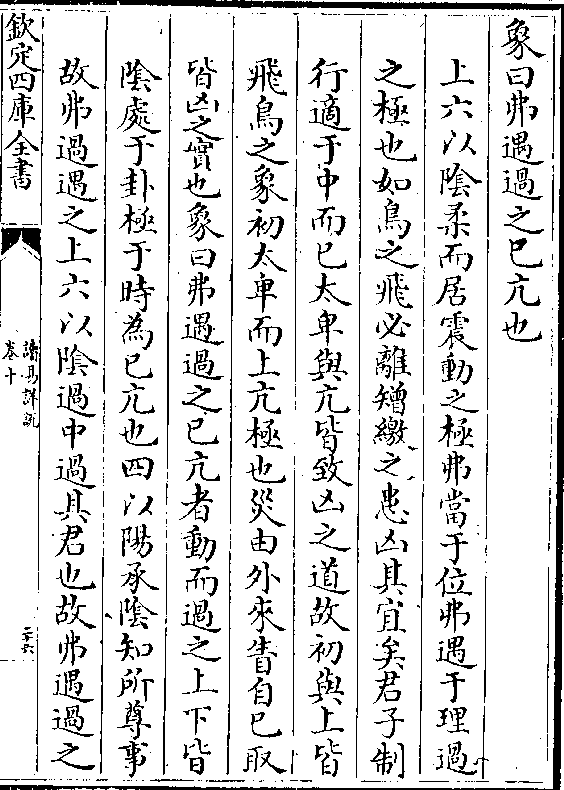 象曰弗遇過之已亢也
上六以陰柔而居震動之極弗當于位弗遇于理過
之極也如鳥之飛必離矰繳之患凶其宜矣君子制
行適于中而已太卑與亢皆致凶之道故初與上皆
飛鳥之象初太卑而上亢極也災由外來眚自已取
皆凶之實也象曰弗遇過之已亢者動而過之上下皆
陰處于卦極于時為已亢也四以陽承陰知所尊事
故弗過遇之上六以陰過中過其君也故弗遇過之
欽定四庫全書
讀易詳說
卷十
二十六